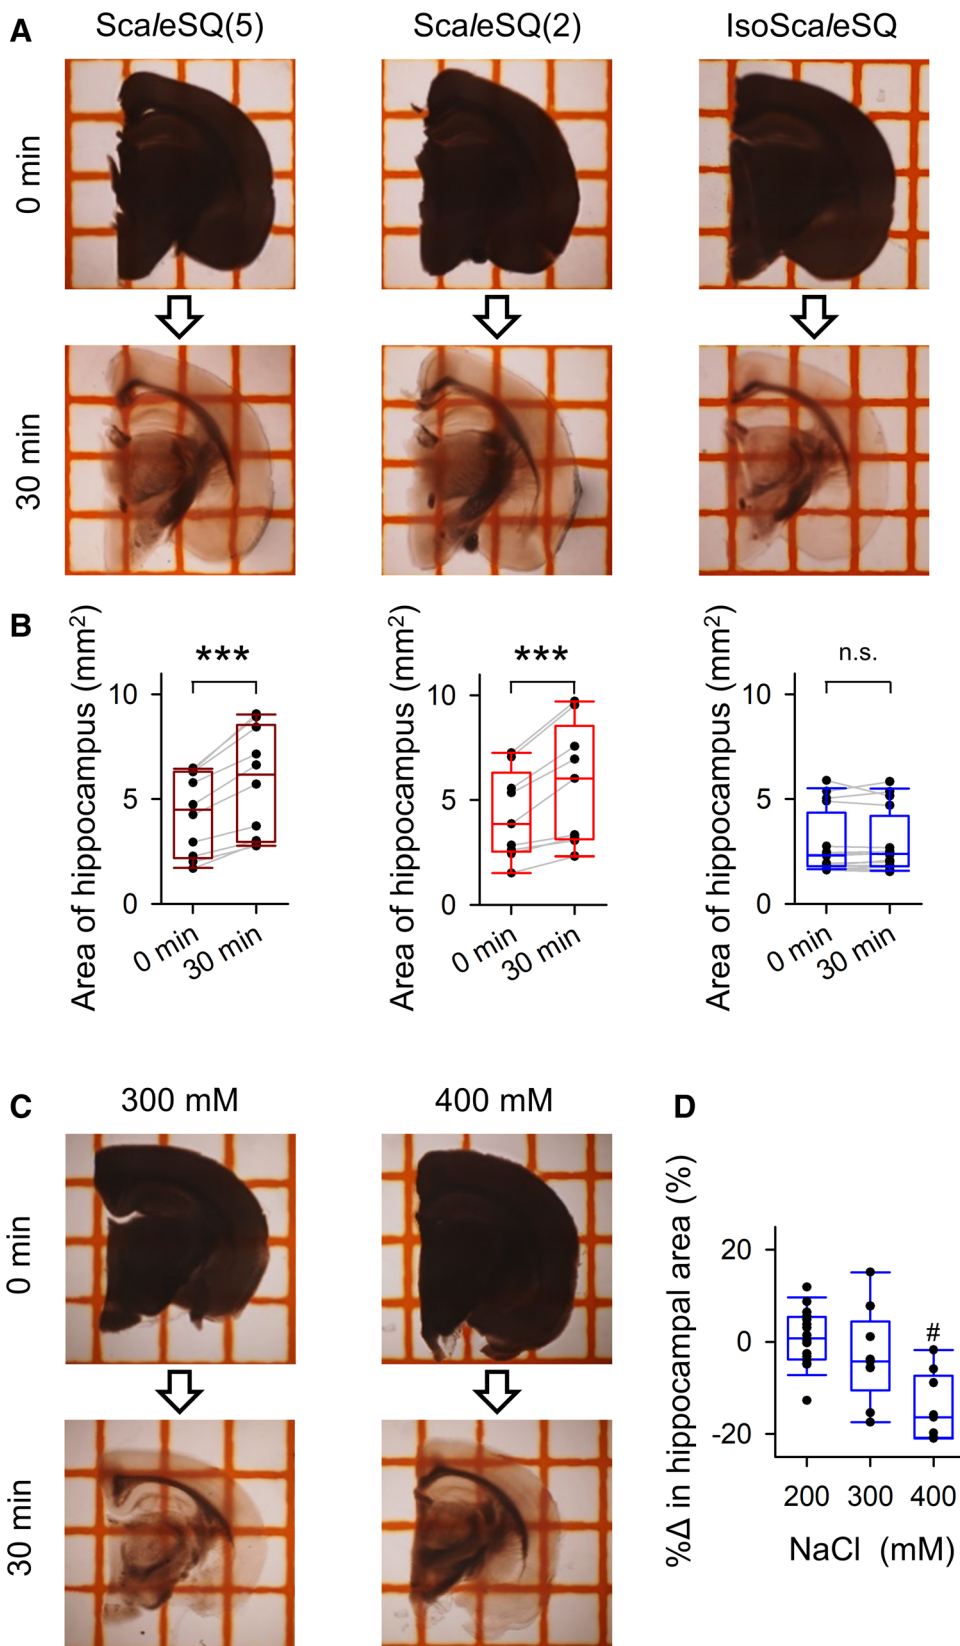 A
ScaleSQ(5) ScaleSQ(2) IsoScaleSQ
0 min
30 min
B
Area of hippocampus (mm²)
10
5
0
***
0 min
30 min
Area of hippocampus (mm²)
10
5
0
***
0 min
30 min
Area of hippocampus (mm²)
10
5
0
n.s.
0 min
30 min
C
300 mM 400 mM
0 min
30 min
D
%Δ in hippocampal area (%)
20
0
-20
#
200 300 400
NaCl (mM)